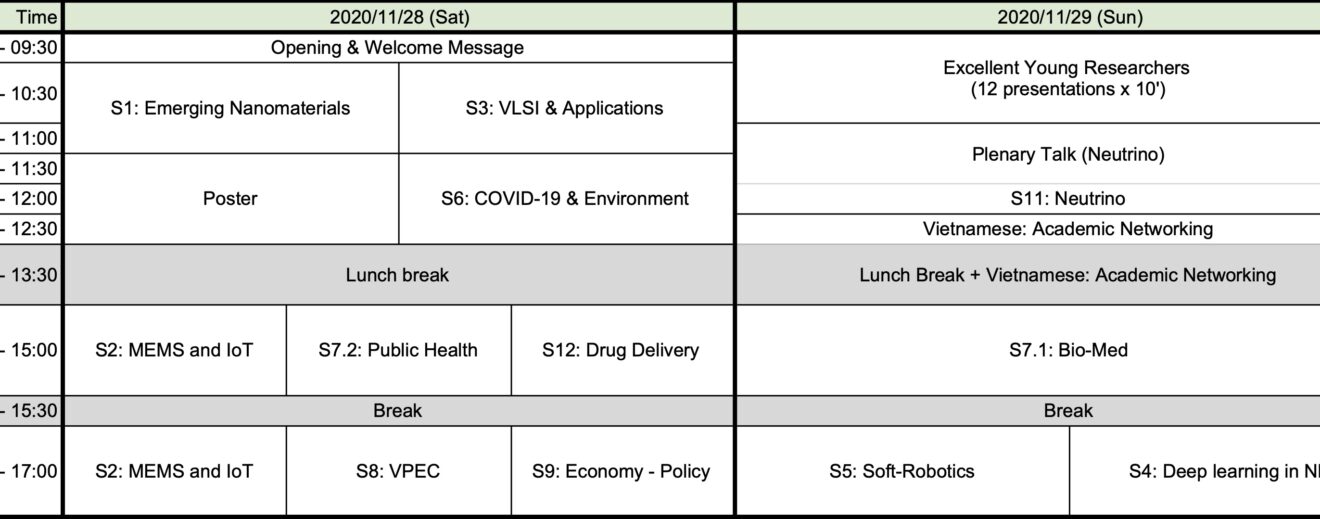 Time 2020/11/28 (Sat) 2020/11/29 (Sun)
- 09:30 Opening & Welcome Message
Excellent Young Researchers
(12 presentations x 10')
- 10:30 S1: Emerging Nanomaterials S3: VLSI & Applications
- 11:00
Plenary Talk (Neutrino)
- 11:30
- 12:00 Poster S6: COVID-19 & Environment S11: Neutrino
- 12:30 Vietnamese: Academic Networking
- 13:30 Lunch break Lunch Break + Vietnamese: Academic Networking
- 15:00 S2: MEMS and IoT S7.2: Public Health S12: Drug Delivery S7.1: Bio-Med
- 15:30 Break Break
- 17:00 S2: MEMS and IoT S8: VPEC S9: Economy - Policy S5: Soft-Robotics S4: Deep learning in